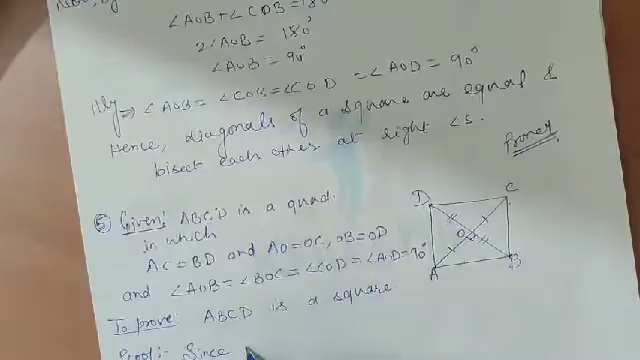 ∠AOB + ∠COB = 180°
2∠AOB = 180°
∠AOB = 90°
Illy ⇒ ∠AOB = ∠COB = ∠COD = ∠AOD = 90°
Hence, diagonals of a square are equal &
bisect each other at right ∠s.
Proved
⑤ Given: ABCD is a quad.
in which
AC = BD and AO = OC, OB = OD
and ∠AOB = ∠BOC = ∠COD = ∠AOD = 90°
D C
O
A B
To prove: ABCD is a square
Proof:- Since